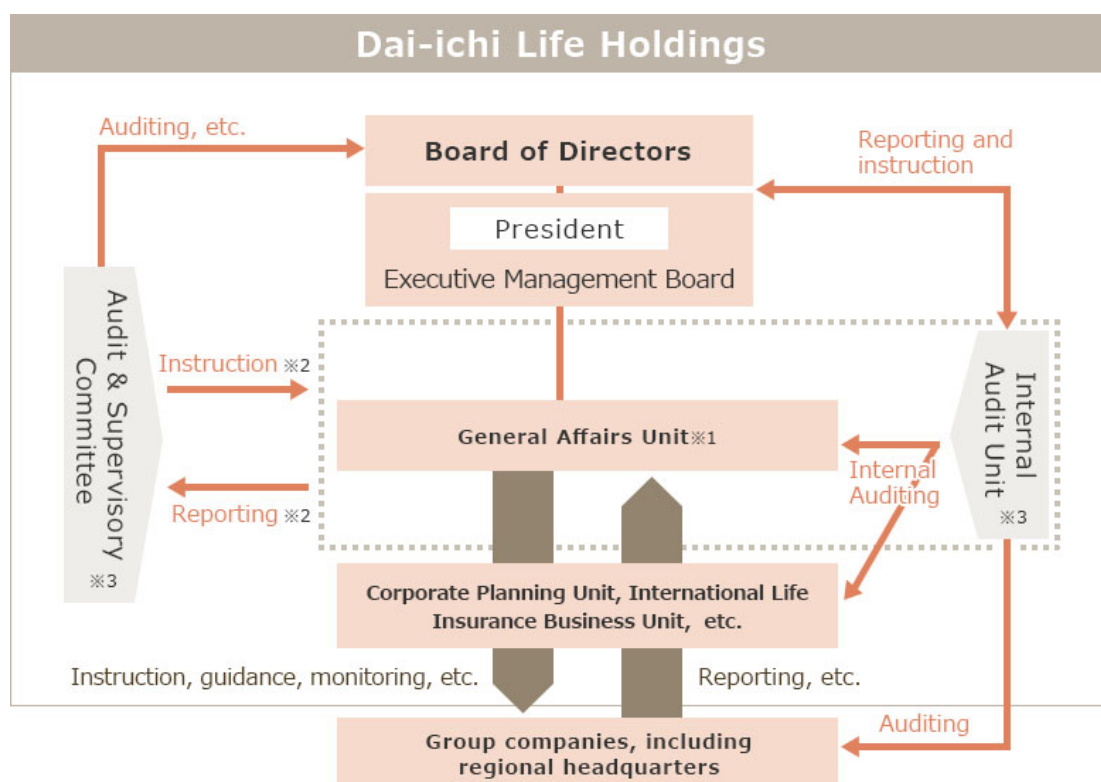 Dai-ichi Life Holdings
Auditing, etc.
Board of Directors
Reporting and
instruction
President
Executive Management Board
Audit & Supervisory
Committee
※3
Instruction ※2
Reporting ※2
General Affairs Unit※1
Internal
Auditing
Internal
Audit Unit
※3
Corporate Planning Unit, International Life
Insurance Business Unit, etc.
Instruction, guidance, monitoring, etc.
Reporting, etc.
Auditing
Group companies, including
regional headquarters